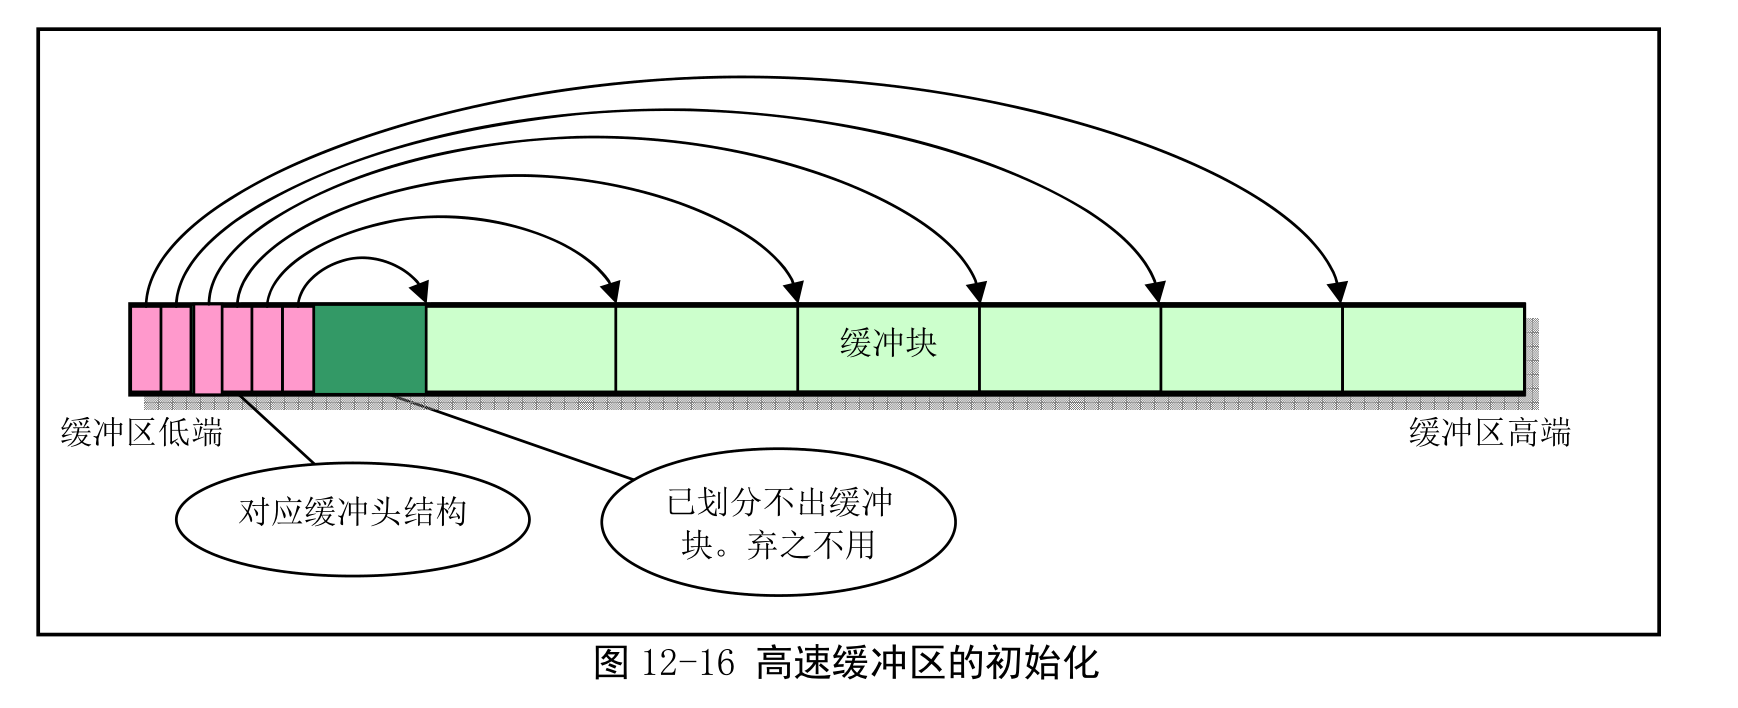 缓冲块
缓冲区低端
缓冲区高端
对应缓冲头结构
已划分不出缓冲
块。弃之不用
图 12-16 高速缓冲区的初始化